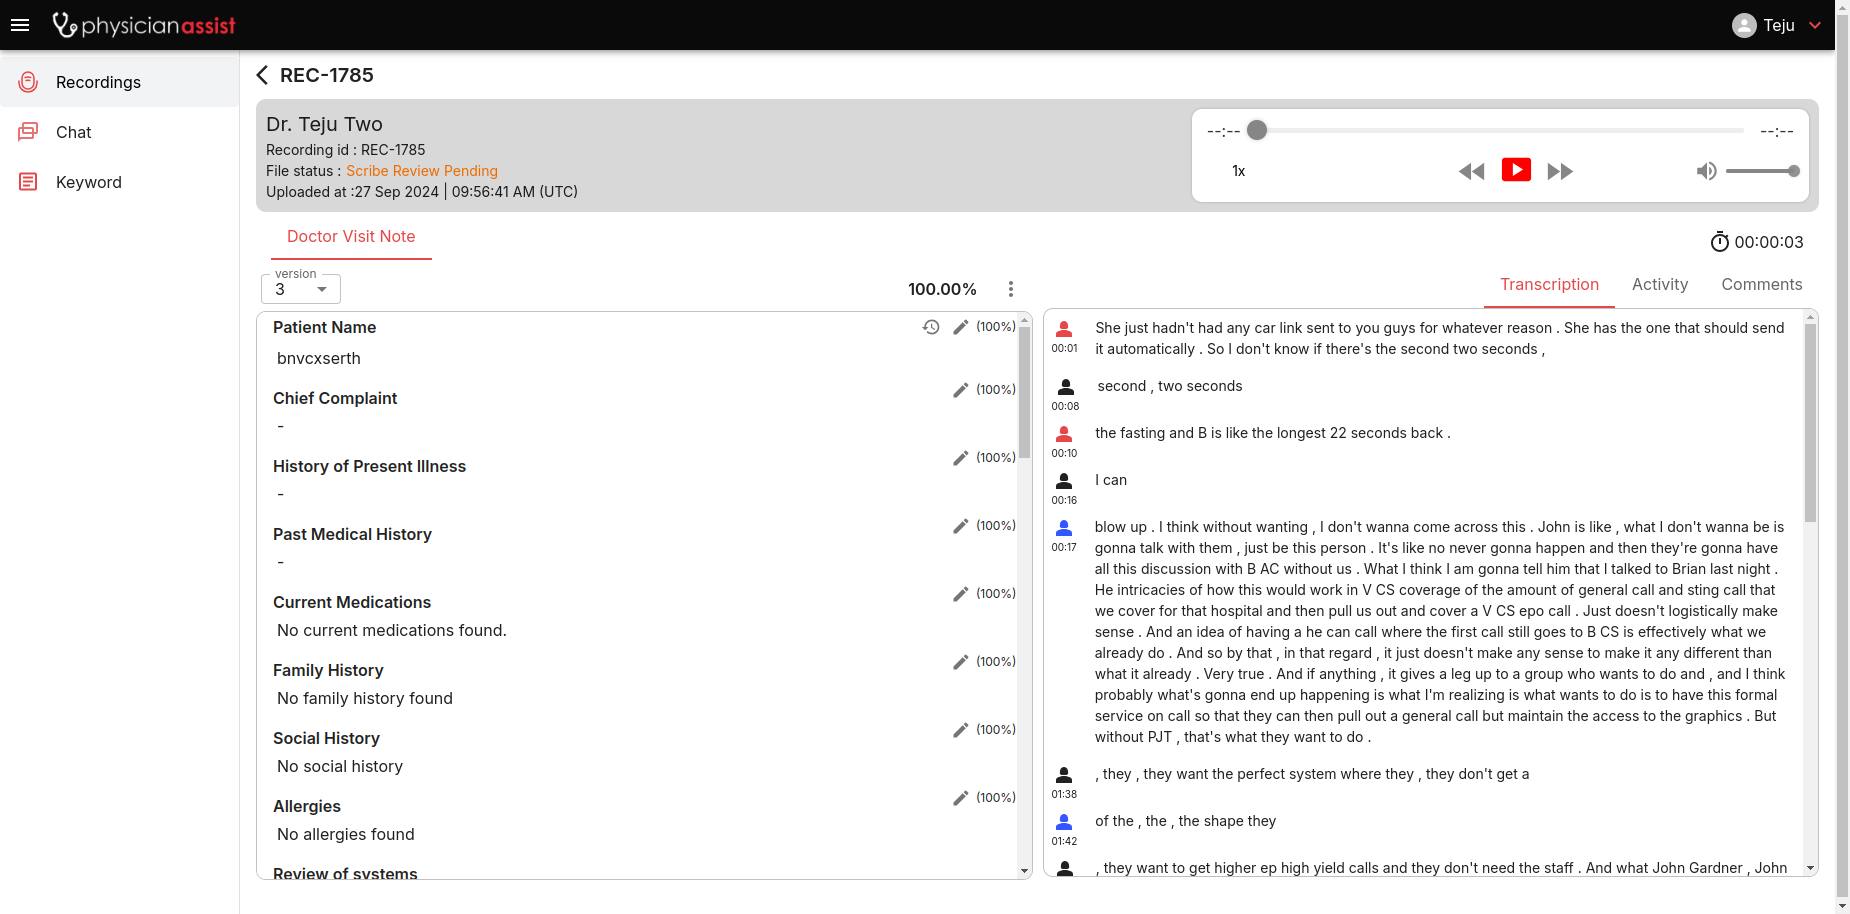 physicianassist
Teju
Recordings
Chat
Keyword
REC-1785
Dr. Teju Two
Recording id : REC-1785
File status : Scribe Review Pending
Uploaded at :27 Sep 2024 | 09:56:41 AM (UTC)
--:--
--:--
1x
Doctor Visit Note
00:00:03
version
3
100.00%
Transcription
Activity
Comments
Patient Name
(100%)
bnvcxserth
Chief Complaint
(100%)
-
History of Present Illness
(100%)
-
Past Medical History
(100%)
-
Current Medications
(100%)
No current medications found.
Family History
(100%)
No family history found
Social History
(100%)
No social history
Allergies
(100%)
No allergies found
Review of systems
She just hadn't had any car link sent to you guys for whatever reason . She has the one that should send
00:01
it automatically . So I don't know if there's the second two seconds ,
second , two seconds
00:08
the fasting and B is like the longest 22 seconds back .
00:10
I can
00:16
blow up . I think without wanting , I don't wanna come across this . John is like , what I don't wanna be is
00:17
gonna talk with them , just be this person . It's like no never gonna happen and then they're gonna have
all this discussion with B AC without us . What I think I am gonna tell him that I talked to Brian last night .
He intricacies of how this would work in V CS coverage of the amount of general call and sting call that
we cover for that hospital and then pull us out and cover a V CS epo call . Just doesn't logistically make
sense . And an idea of having a he can call where the first call still goes to B CS is effectively what we
already do . And so by that , in that regard , it just doesn't make any sense to make it any different than
what it already . Very true . And if anything , it gives a leg up to a group who wants to do and , and I think
probably what's gonna end up happening is what I'm realizing is what wants to do is to have this formal
service on call so that they can then pull out a general call but maintain the access to the graphics . But
without PJT , that's what they want to do .
, they , they want the perfect system where they , they don't get a
01:38
of the , the , the shape they
01:42
, they want to get higher ep high yield calls and they don't need the staff . And what John Gardner , John